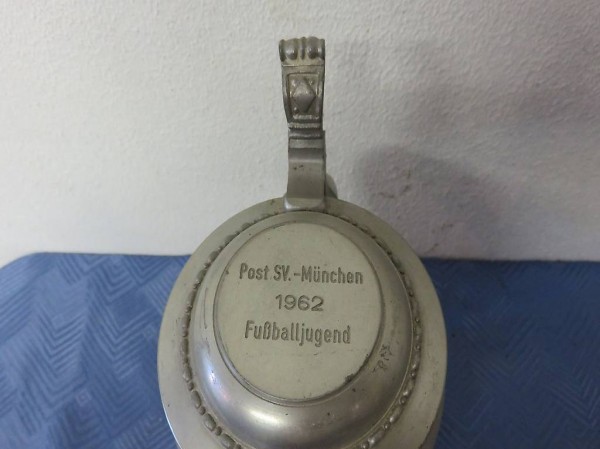 Post SV.-München
1962
Fußballjugend